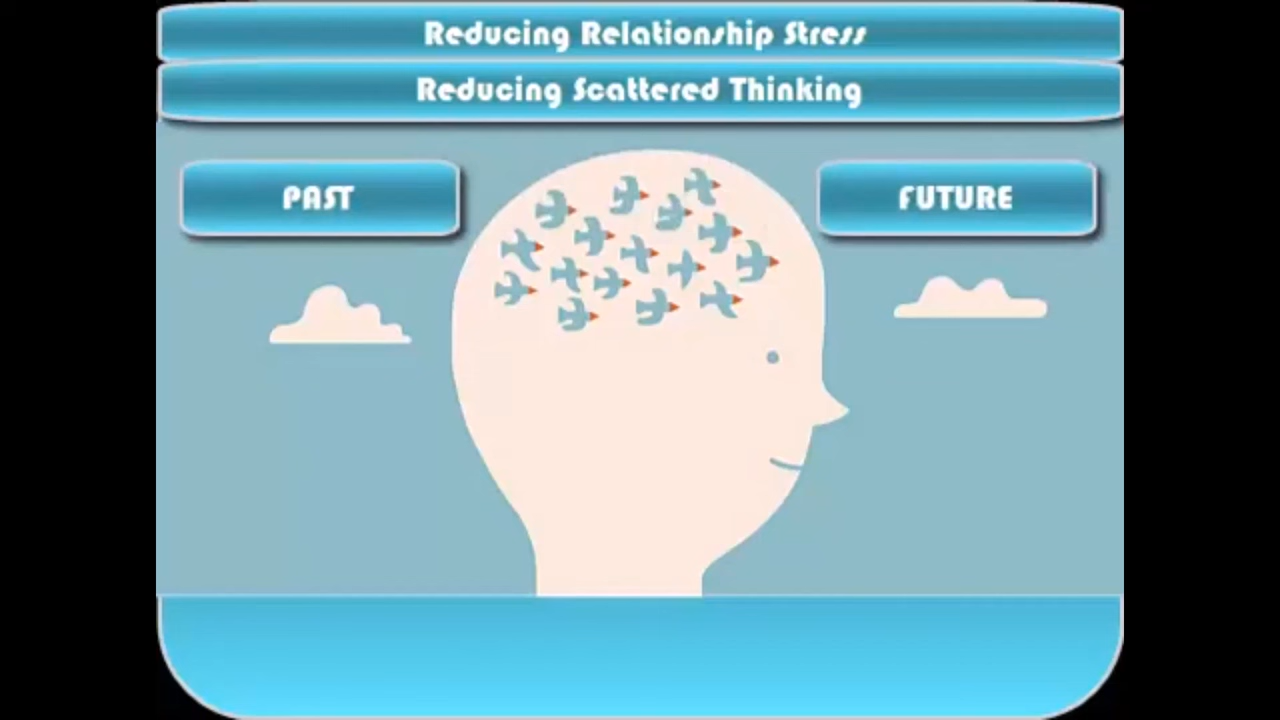 Reducing Relationship Stress
Reducing Scattered Thinking
PAST
FUTURE